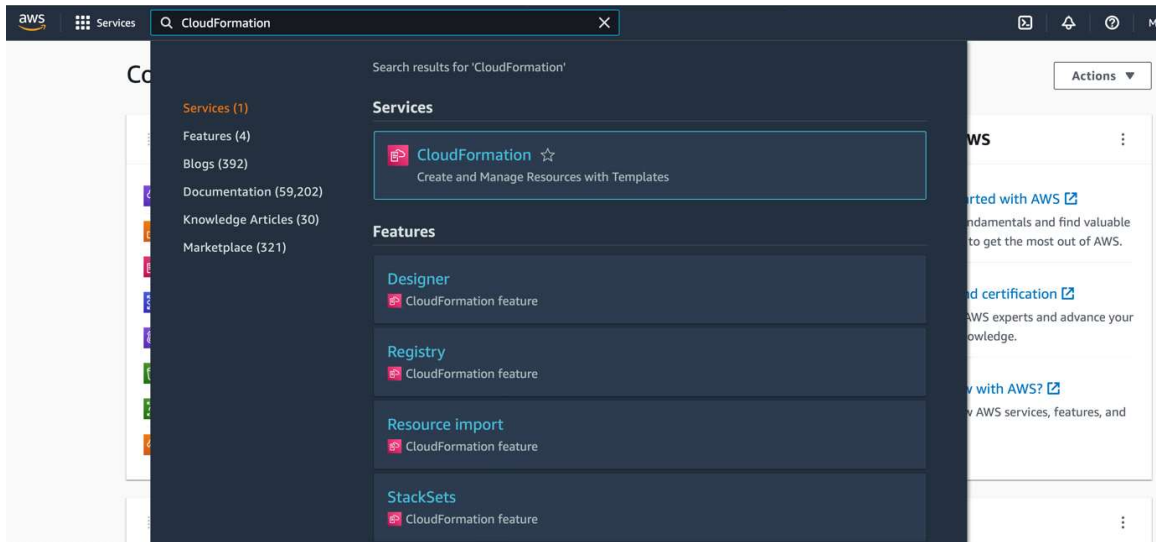 aws Services CloudFormation
Search results for 'CloudFormation'
Actions
Services (1)
Features (4)
Blogs (392)
Documentation (59,202)
Knowledge Articles (30)
Marketplace (321)
Services
CloudFormation
Create and Manage Resources with Templates
Features
Designer
CloudFormation feature
Registry
CloudFormation feature
Resource import
CloudFormation feature
StackSets
CloudFormation feature
with AWS
and find valuable
to get the most out of AWS.
certification
AWS experts and advance your
with AWS?
AWS services, features, and